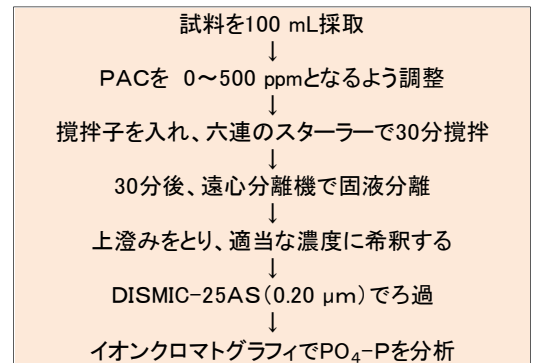 試料を100 mL採取
↓
PACを 0～500 ppmとなるよう調整
↓
撹拌子を入れ、六連のスターラーで30分撹拌
↓
30分後、遠心分離機で固液分離
↓
上澄みをとり、適当な濃度に希釈する
↓
DISMIC-25AS（0.20 μm）でろ過
↓
イオンクロマトグラフィでPO₄-Pを分析